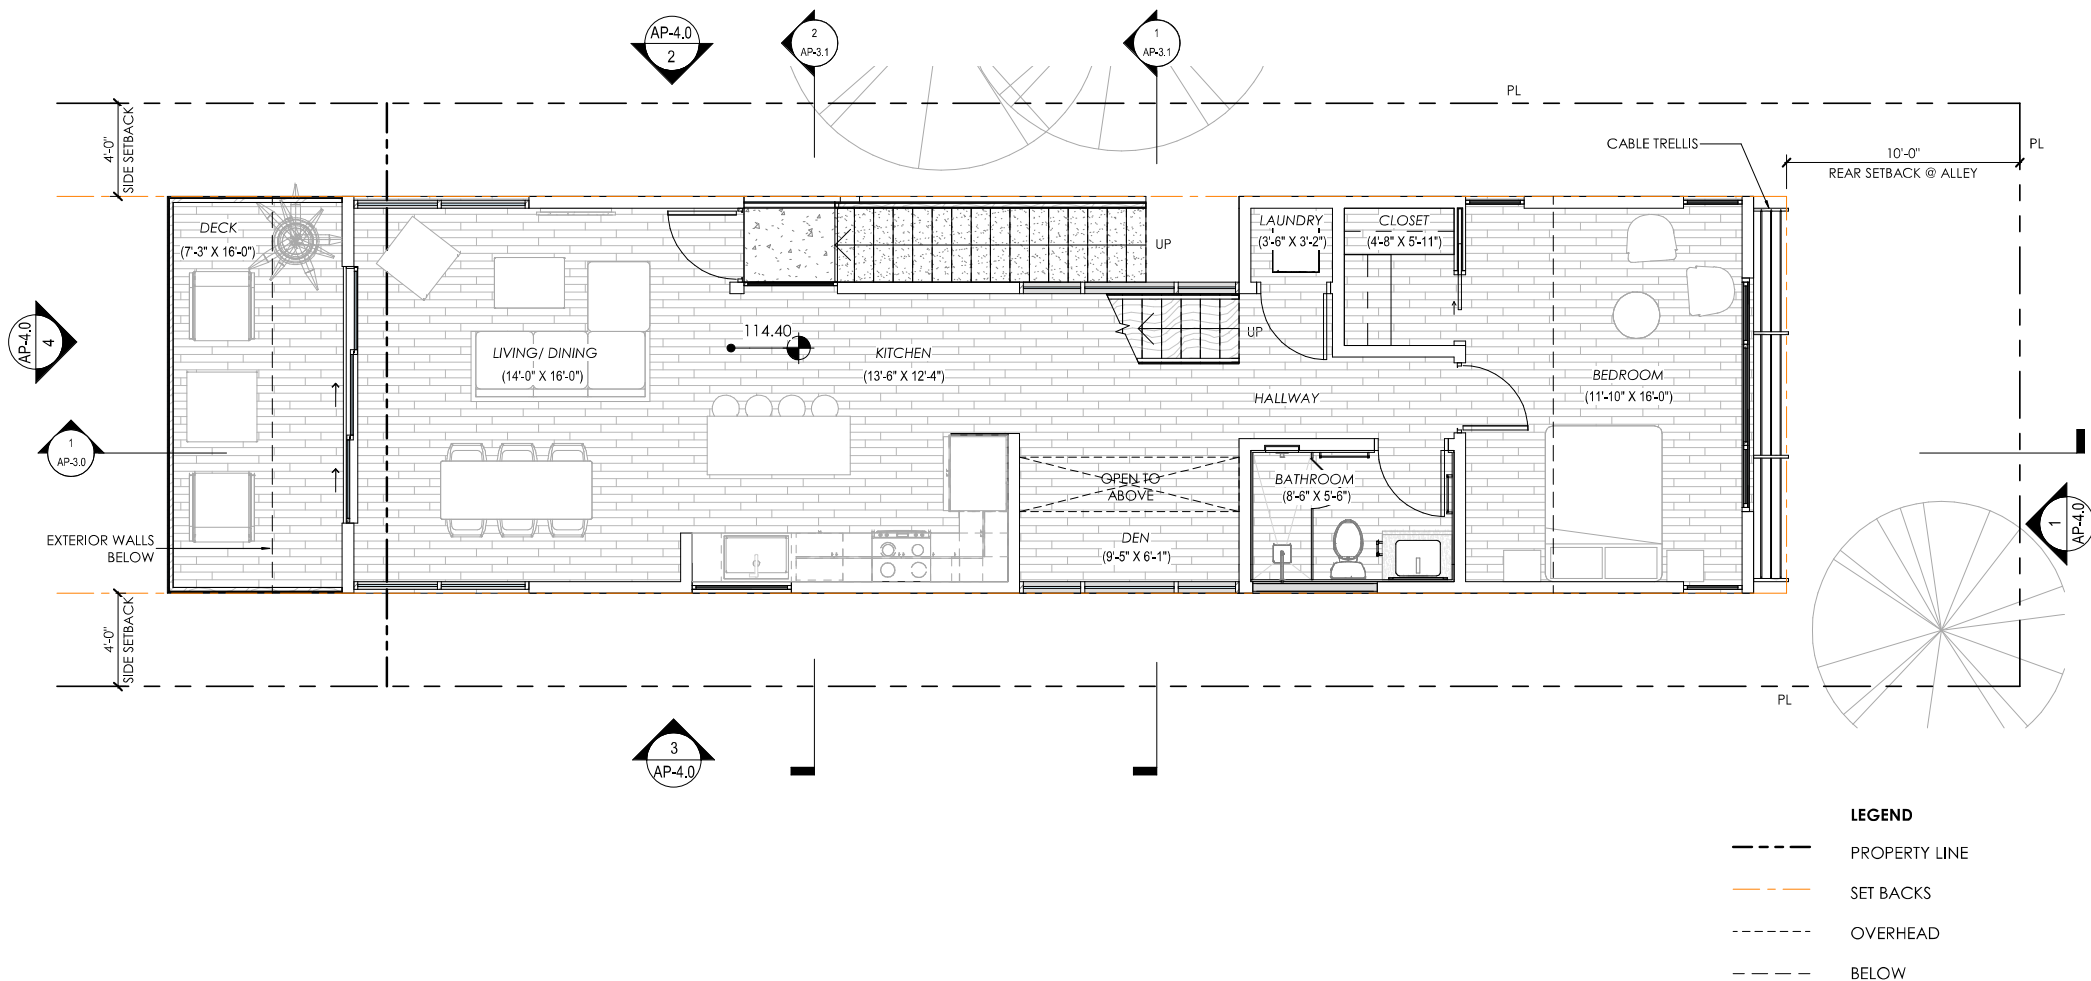 AP-4.0
2
2
AP-3.1
1
AP-3.1
PL
4'-0"
SIDE SETBACK
CABLE TRELLIS
10'-0"
REAR SETBACK @ ALLEY
PL
DECK
(7'-3" X 16'-0")
UP
LAUNDRY
(3'-6" X 3'-2")
CLOSET
(4'-8" X 5'-11")
AP-4.0
4
114.40
UP
LIVING/ DINING
(14'-0" X 16'-0")
KITCHEN
(13'-6" X 12'-4")
BEDROOM
(11'-10" X 16'-0")
HALLWAY
1
AP-3.0
OPEN TO
ABOVE
BATHROOM
(8'-6" X 5'-6")
EXTERIOR WALLS
BELOW
DEN
(9'-5" X 6'-1")
1
AP-4.0
4'-0"
SIDE SETBACK
PL
3
AP-4.0
LEGEND
PROPERTY LINE
SET BACKS
OVERHEAD
BELOW